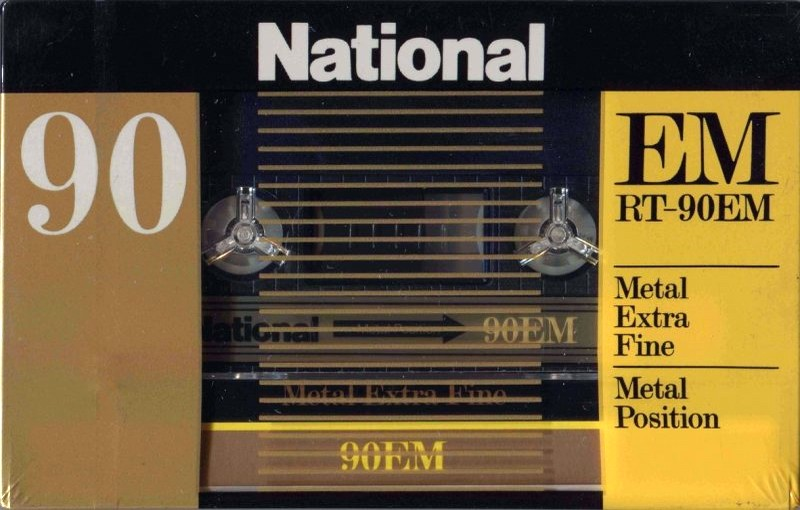 National
90
EM
RT-90EM
Metal
Extra
Fine
Metal
Position
National 90EM
Metal Extra Fine
90EM